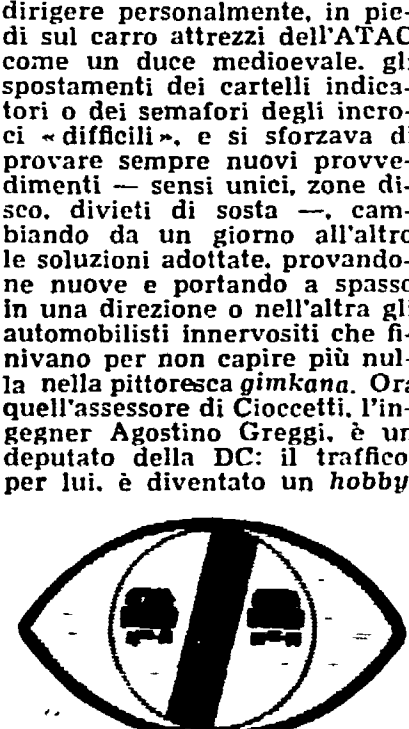 dirigere personalmente, in pie-
di sul carro attrezzi dell'ATAC
come un duce medioevale. gli
spostamenti dei cartelli indica-
tori o dei semafori degli incro-
ci « difficili », e si sforzava di
provare sempre nuovi provve-
dimenti — sensi unici, zone di-
sco, divieti di sosta —, cam-
biando da un giorno all'altro
le soluzioni adottate, provando-
ne nuove e portando a spasso
in una direzione o nell'altra gli
automobilisti innervositi che fi-
nivano per non capire più nul-
la nella pittoresca gimkana. Ora
quell'assessore di Cioccetti, l'in-
gegner Agostino Greggi, è un
deputato della DC: il traffico,
per lui, è diventato un hobby